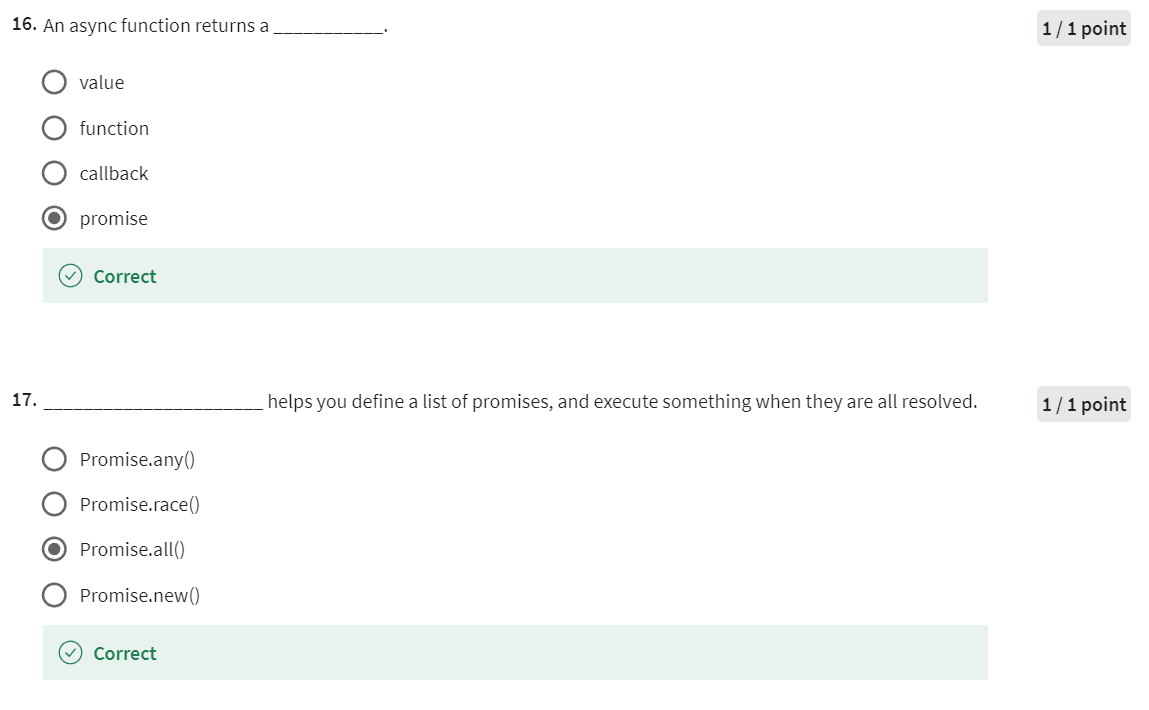 16. An async function returns a ___________.
1 / 1 point
value
function
callback
promise
Correct
17. ______________________ helps you define a list of promises, and execute something when they are all resolved.
1 / 1 point
Promise.any()
Promise.race()
Promise.all()
Promise.new()
Correct